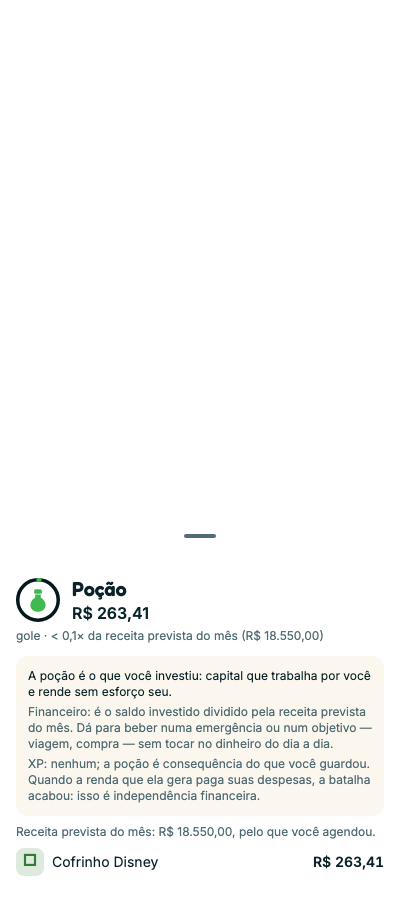 Poção
R$ 263,41
gole · < 0,1× da receita prevista do mês (R$ 18.550,00)
A poção é o que você investiu: capital que trabalha por você
e rende sem esforço seu.
Financeiro: é o saldo investido dividido pela receita prevista
do mês. Dá para beber numa emergência ou num objetivo —
viagem, compra — sem tocar no dinheiro do dia a dia.
XP: nenhum; a poção é consequência do que você guardou.
Quando a renda que ela gera paga suas despesas, a batalha
acabou: isso é independência financeira.
Receita prevista do mês: R$ 18.550,00, pelo que você agendou.
Cofrinho Disney R$ 263,41